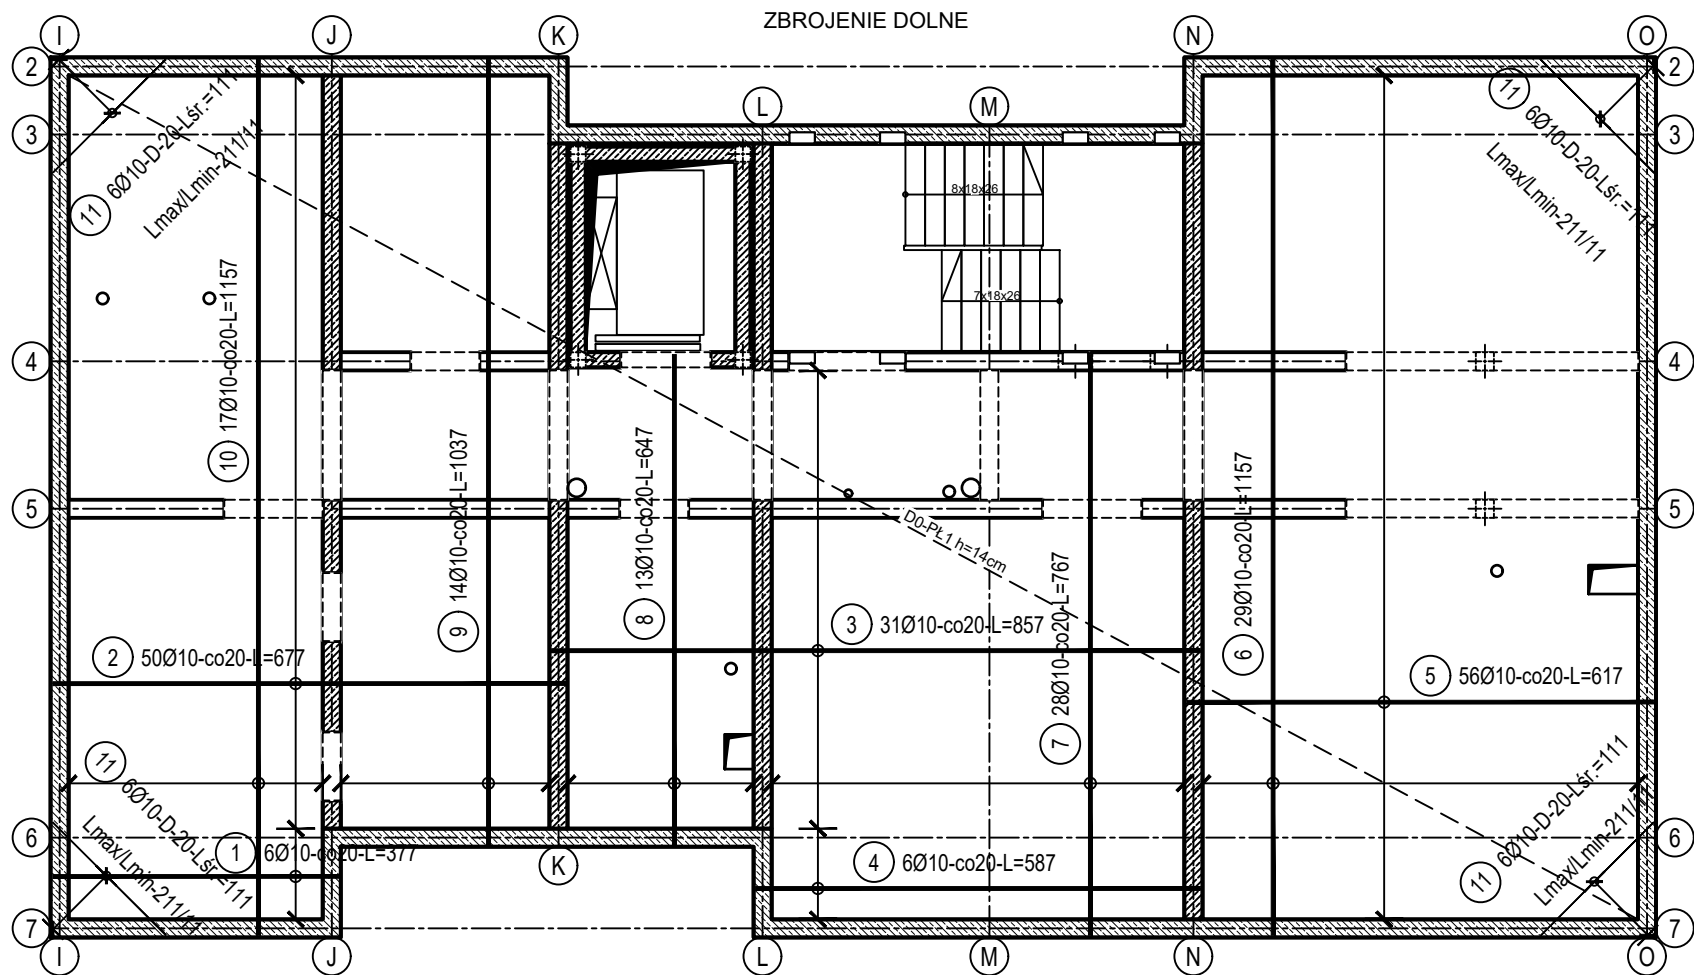 ZBROJENIE DOLNE
I
J
K
N
O
2
2
L
M
3
3
11 6Ø10-D-20-Lśr.=111
Lmax/Lmin-211/11
11 6Ø10-D-20-Lśr.=111
Lmax/Lmin-211/11
8x18x26
7x18x26
4
4
10 17Ø10-co20-L=1157
9 14Ø10-co20-L=1037
8 13Ø10-co20-L=647
7 28Ø10-co20-L=767
6 29Ø10-co20-L=1157
5
5
D0-PŁ1 h=14cm
3 31Ø10-co20-L=857
2 50Ø10-co20-L=677
5 56Ø10-co20-L=617
11 6Ø10-D-20-Lśr.=111
Lmax/Lmin-211/11
11 6Ø10-D-20-Lśr.=111
Lmax/Lmin-211/11
6
6
1 6Ø10-co20-L=377
K
4 6Ø10-co20-L=587
7
7
I
J
L
M
N
O